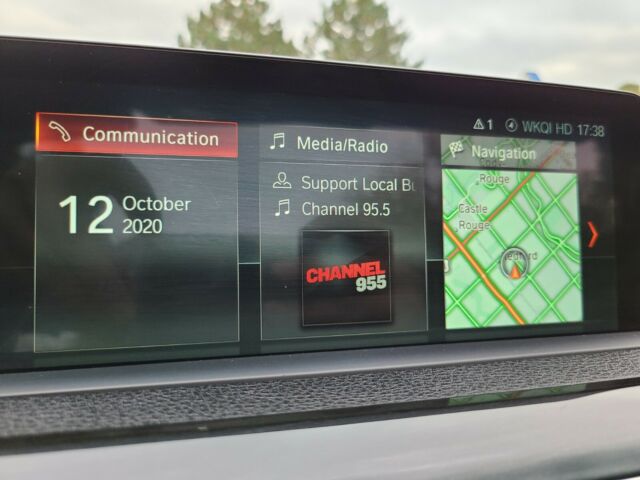 1 WKQI HD 17:38
Communication
12 October
2020
Media/Radio
Support Local Bu
Channel 95.5
CHANNEL
955
Navigation
Rouge
Castle
Rouge